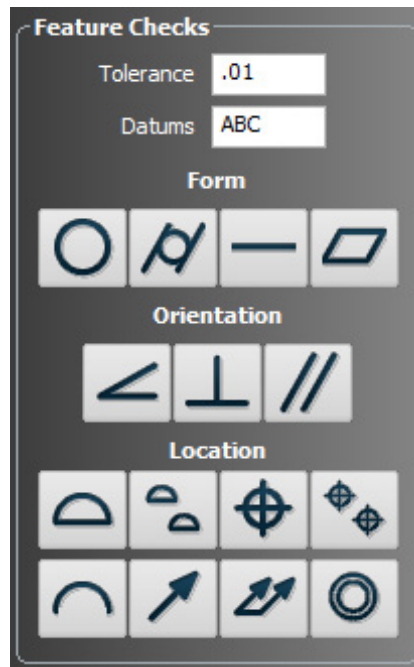 Feature Checks
Tolerance .01
Datums ABC
Form
Orientation
Location